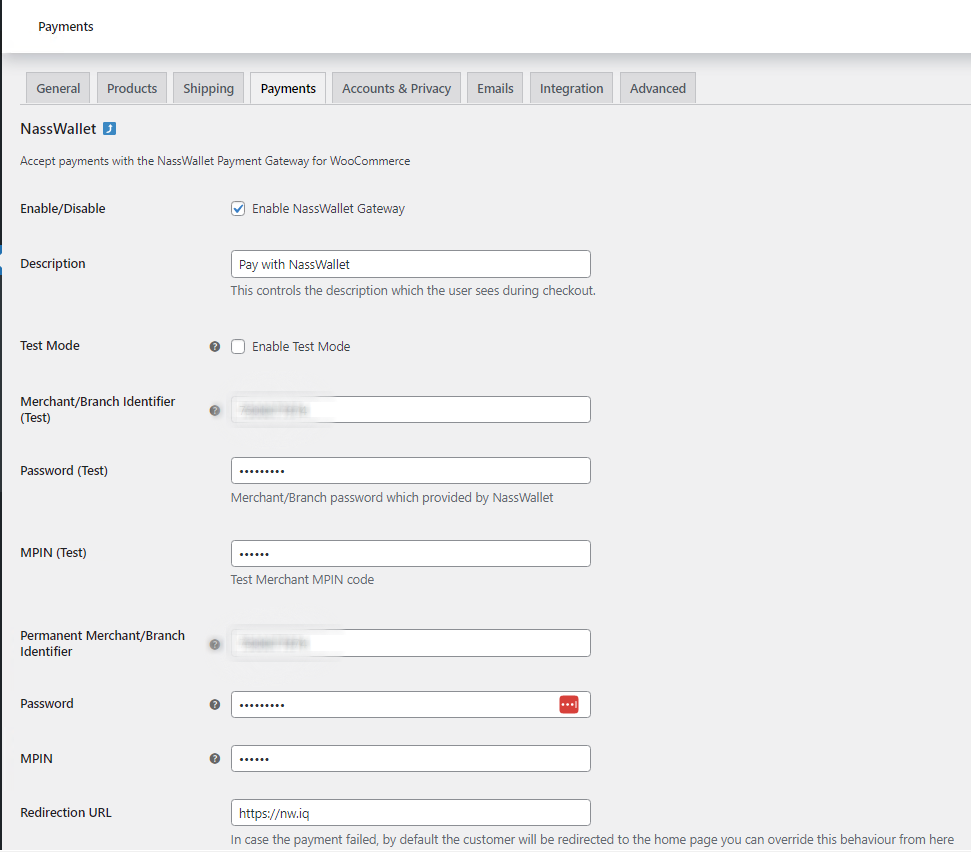 Payments
General Products Shipping Payments Accounts & Privacy Emails Integration Advanced
NassWallet
Accept payments with the NassWallet Payment Gateway for WooCommerce
Enable/Disable Enable NassWallet Gateway
Description Pay with NassWallet
This controls the description which the user sees during checkout.
Test Mode Enable Test Mode
Merchant/Branch Identifier
(Test)
Password (Test) •••••••••
Merchant/Branch password which provided by NassWallet
MPIN (Test) ••••••
Test Merchant MPIN code
Permanent Merchant/Branch
Identifier
Password •••••••••
MPIN ••••••
Redirection URL https://nw.iq
In case the payment failed, by default the customer will be redirected to the home page you can override this behaviour from here